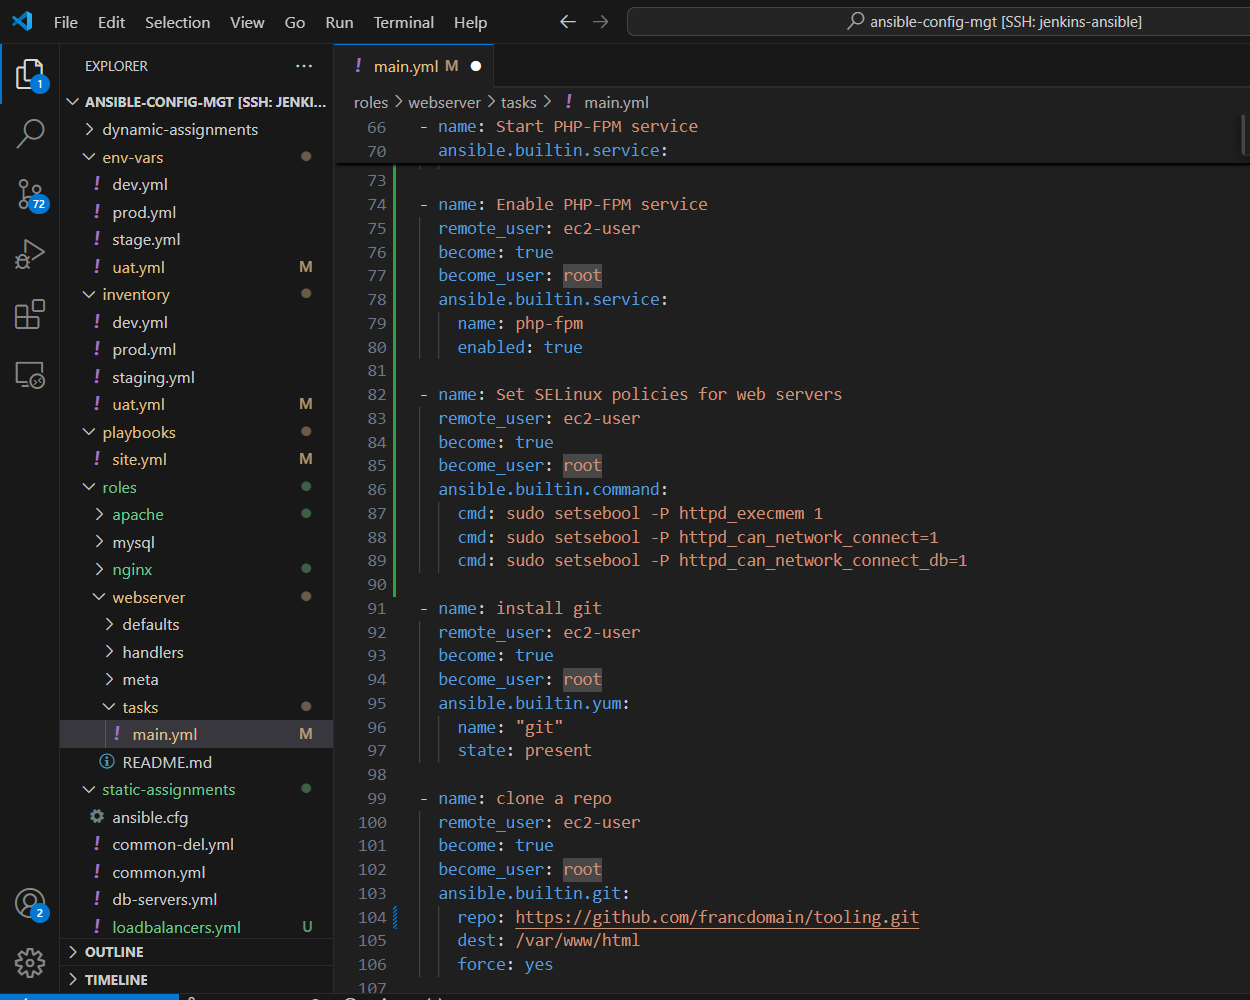 File Edit Selection View Go Run Terminal Help ansible-config-mgt [SSH: jenkins-ansible]
EXPLORER
1
ANSIBLE-CONFIG-MGT [SSH: JENKI...
dynamic-assignments
env-vars
! dev.yml
! prod.yml
72
! stage.yml
! uat.yml M
inventory
! dev.yml
! prod.yml
! staging.yml
! uat.yml M
playbooks
! site.yml M
roles
apache
mysql
nginx
webserver
defaults
handlers
meta
tasks
! main.yml M
README.md
static-assignments
ansible.cfg
! common-del.yml
! common.yml
! db-servers.yml
2
! loadbalancers.yml U
OUTLINE
TIMELINE
! main.yml M
roles > webserver > tasks > ! main.yml
66 - name: Start PHP-FPM service
70 ansible.builtin.service:
73
74 - name: Enable PHP-FPM service
75 remote_user: ec2-user
76 become: true
77 become_user: root
78 ansible.builtin.service:
79 name: php-fpm
80 enabled: true
81
82 - name: Set SELinux policies for web servers
83 remote_user: ec2-user
84 become: true
85 become_user: root
86 ansible.builtin.command:
87 cmd: sudo setsebool -P httpd_execmem 1
88 cmd: sudo setsebool -P httpd_can_network_connect=1
89 cmd: sudo setsebool -P httpd_can_network_connect_db=1
90
91 - name: install git
92 remote_user: ec2-user
93 become: true
94 become_user: root
95 ansible.builtin.yum:
96 name: "git"
97 state: present
98
99 - name: clone a repo
100 remote_user: ec2-user
101 become: true
102 become_user: root
103 ansible.builtin.git:
104 repo: https://github.com/francdomain/tooling.git
105 dest: /var/www/html
106 force: yes
107